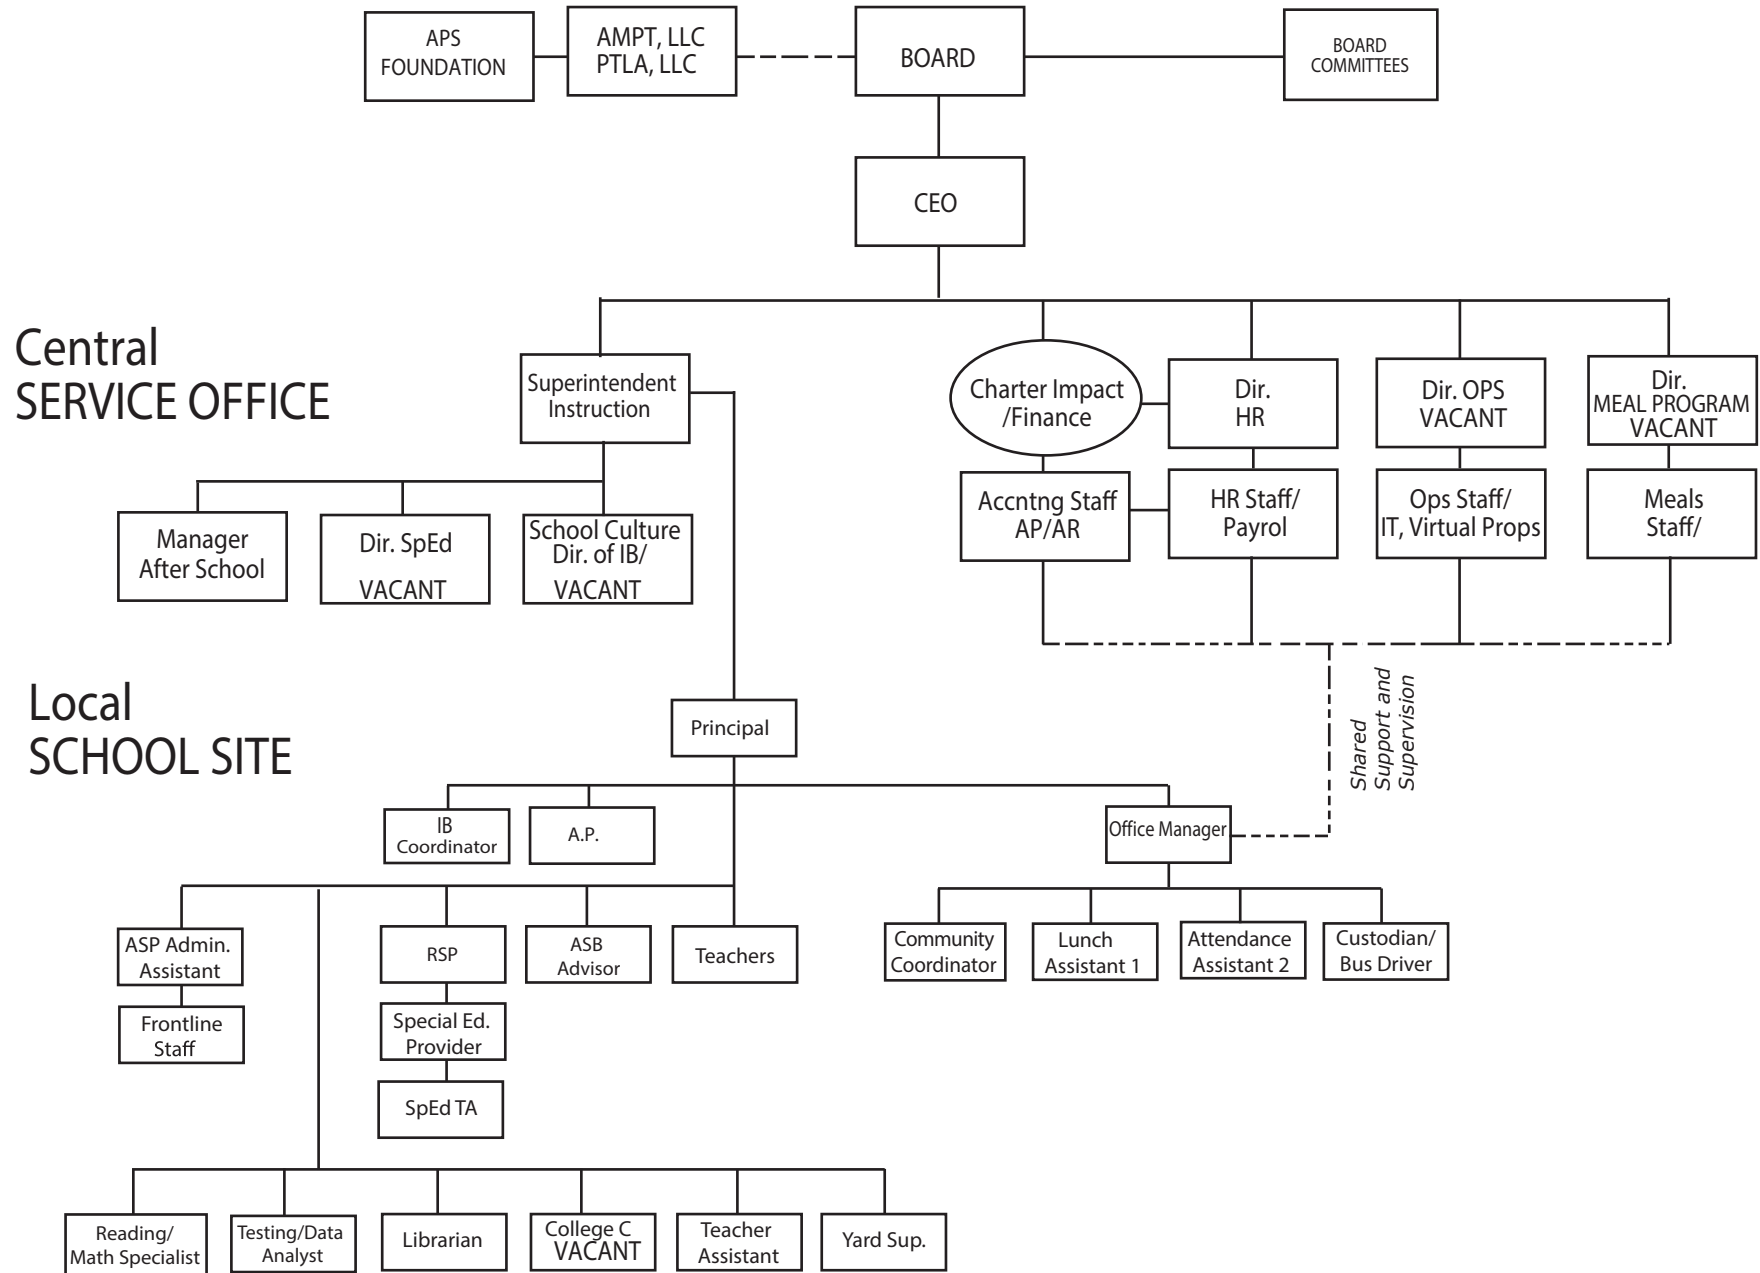 APS
FOUNDATION
AMPT, LLC
PTLA, LLC
BOARD
BOARD
COMMITTEES
CEO
Central
SERVICE OFFICE
Superintendent
Instruction
Charter Impact
/Finance
Dir.
HR
Dir. OPS
VACANT
Dir.
MEAL PROGRAM
VACANT
Manager
After School
Dir. SpEd
VACANT
School Culture
Dir. of IB/
VACANT
Accntng Staff
AP/AR
HR Staff/
Payrol
Ops Staff/
IT, Virtual Props
Meals
Staff/
Local
SCHOOL SITE
Principal
Shared
Support and
Supervision
IB
Coordinator
A.P.
Office Manager
ASP Admin.
Assistant
RSP
ASB
Advisor
Teachers
Community
Coordinator
Lunch
Assistant 1
Attendance
Assistant 2
Custodian/
Bus Driver
Frontline
Staff
Special Ed.
Provider
SpEd TA
Reading/
Math Specialist
Testing/Data
Analyst
Librarian
College C
VACANT
Teacher
Assistant
Yard Sup.